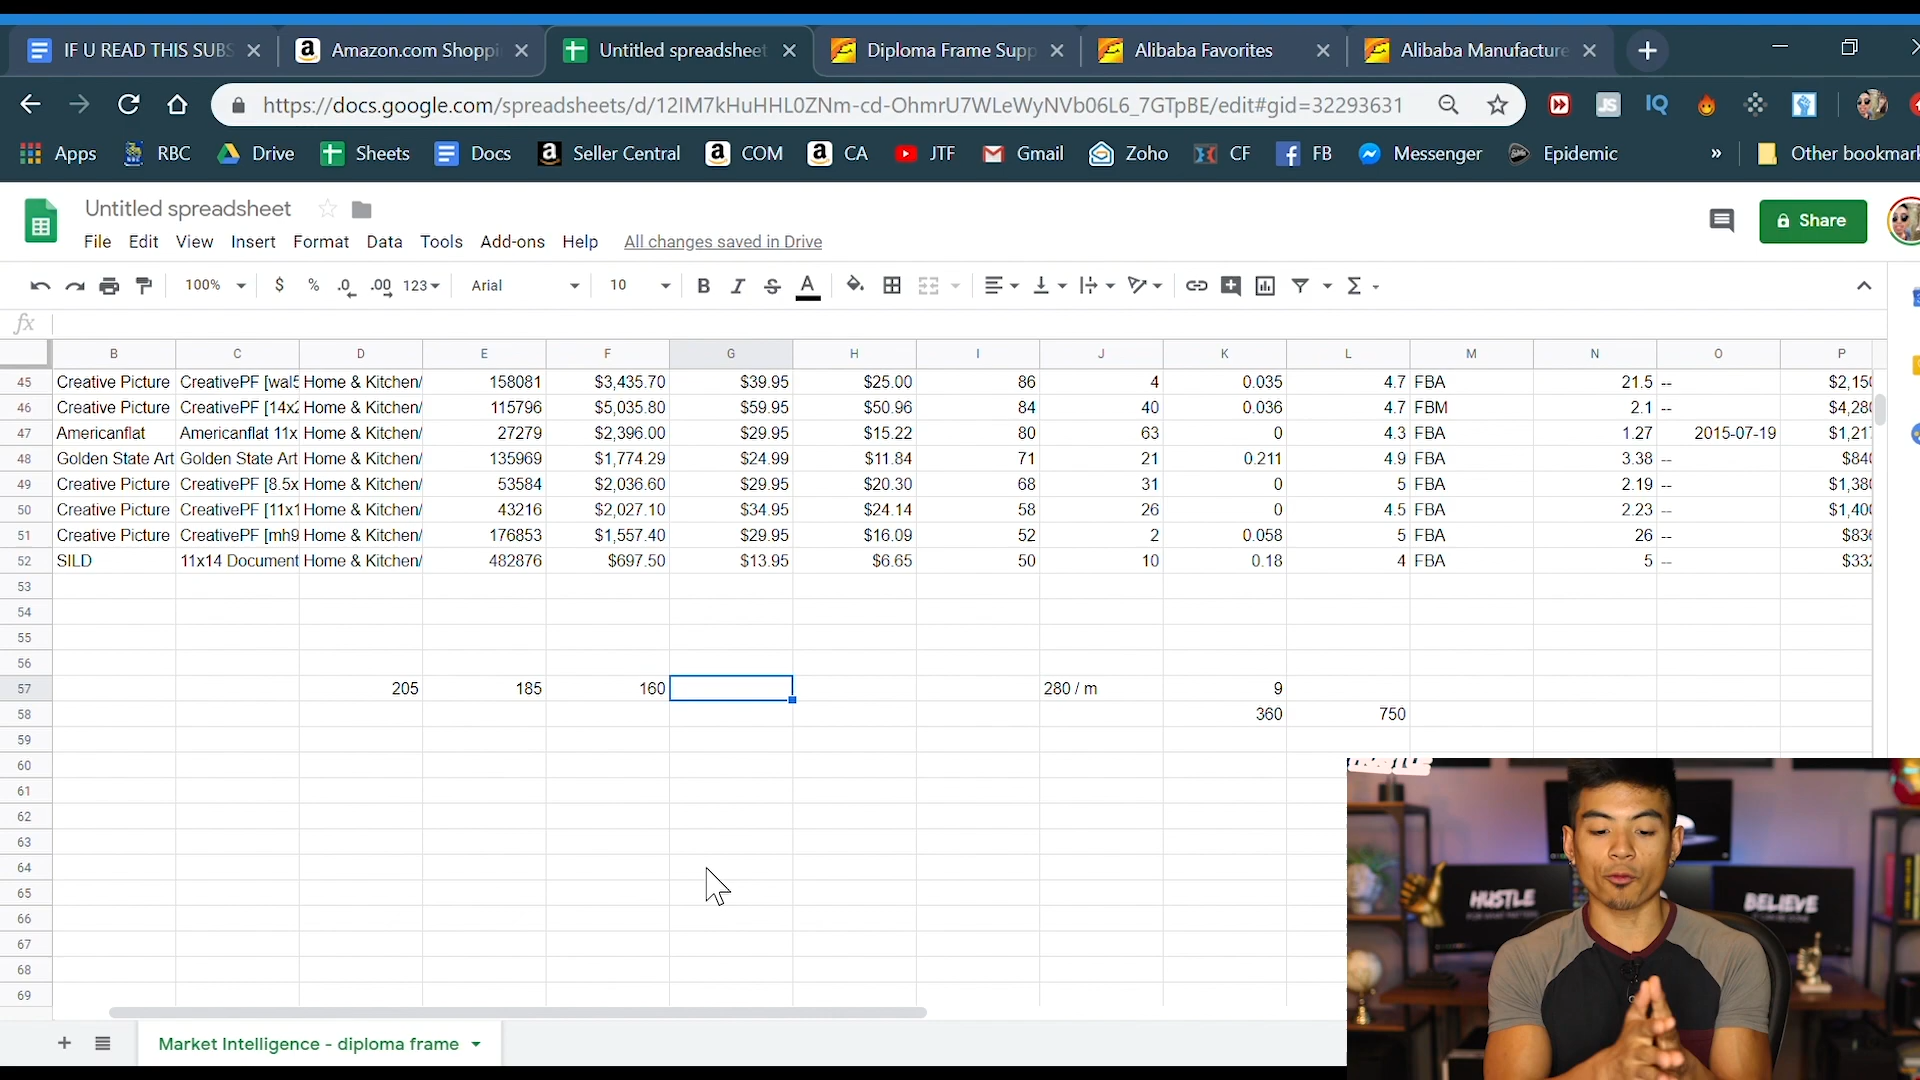 IF U READ THIS SUBS
Amazon.com Shoppi
Untitled spreadsheet
Diploma Frame Supp
Alibaba Favorites
Alibaba Manufacture
https://docs.google.com/spreadsheets/d/12IM7kHuHHL0ZNm-cd-OhmrU7WLeWyNVb06L6_7GTpBE/edit#gid=32293631
JS
IQ
Apps
RBC
Drive
Sheets
Docs
Seller Central
COM
CA
JTF
Gmail
Zoho
CF
FB
Messenger
Epidemic
»
Other bookmark
Untitled spreadsheet
Share
File Edit View Insert Format Data Tools Add-ons Help All changes saved in Drive
100% $ % .0 .00 123 Arial 10 B I S A Σ
fx
B C D E F G H I J K L M N O P
45 Creative Picture CreativePF [wal5 Home & Kitchen/ 158081 $3,435.70 $39.95 $25.00 86 4 0.035 4.7 FBA 21.5 -- $2,150
46 Creative Picture CreativePF [14x2 Home & Kitchen/ 115796 $5,035.80 $59.95 $50.96 84 40 0.036 4.7 FBM 2.1 -- $4,280
47 Americanflat Americanflat 11x Home & Kitchen/ 27279 $2,396.00 $29.95 $15.22 80 63 0 4.3 FBA 1.27 2015-07-19 $1,217
48 Golden State Art Golden State Art Home & Kitchen/ 135969 $1,774.29 $24.99 $11.84 71 21 0.211 4.9 FBA 3.38 -- $840
49 Creative Picture CreativePF [8.5x Home & Kitchen/ 53584 $2,036.60 $29.95 $20.30 68 31 0 5 FBA 2.19 -- $1,380
50 Creative Picture CreativePF [11x1 Home & Kitchen/ 43216 $2,027.10 $34.95 $24.14 58 26 0 4.5 FBA 2.23 -- $1,400
51 Creative Picture CreativePF [mh9 Home & Kitchen/ 176853 $1,557.40 $29.95 $16.09 52 2 0.058 5 FBA 26 -- $836
52 SILD 11x14 Document Home & Kitchen/ 482876 $697.50 $13.95 $6.65 50 10 0.18 4 FBA 5 -- $332
53
54
55
56
57 205 185 160 280 / m 9
58 360 750
59
60
61
62
63
64
65
66
67
68
69
HUSTLE
BELIEVE
Market Intelligence - diploma frame